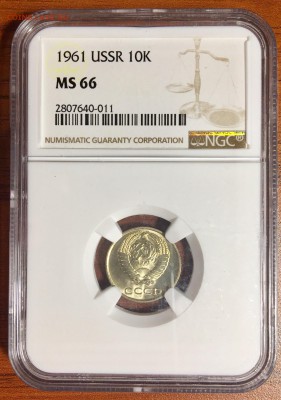 1961 USSR 10K
MS 66
2807640-011
NUMISMATIC GUARANTY CORPORATION
NGC
СССР